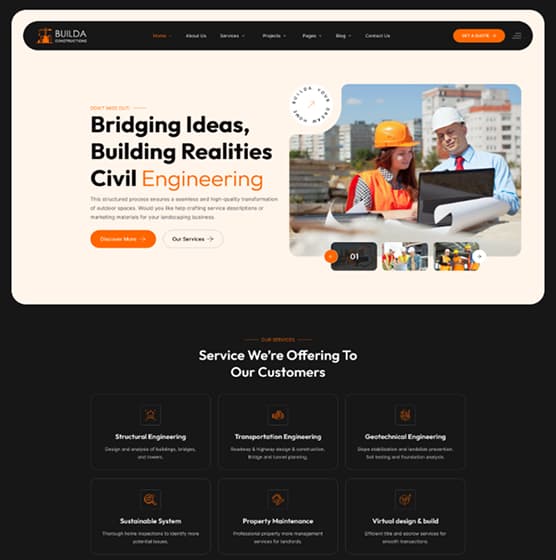 BUILDA
CONSTRUCTIONS
Home
About Us
Services
Projects
Pages
Blog
Contact Us
GET A QUOTE
BUILDA YOUR DREAM HOME
DON'T MISS OUT!
Bridging Ideas,
Building Realities
Civil Engineering
This structured process ensures a seamless and high-quality transformation
of outdoor spaces. Would you like help crafting service descriptions or
marketing materials for your landscaping business.
Discover More
Our Services
01
OUR SERVICES
Service We're Offering To
Our Customers
Structural Engineering
Design and analysis of buildings, bridges,
and towers.
Transportation Engineering
Roadway & highway design & construction.
Bridge and tunnel planning.
Geotechnical Engineering
Slope stabilization and landslide prevention.
Soil testing and foundation analysis.
Sustainable System
Thorough home inspections to identify more
potential issues.
Property Maintenance
Professional property more management
services for landlords.
Virtual design & build
Efficient title and escrow services for
smooth transactions.